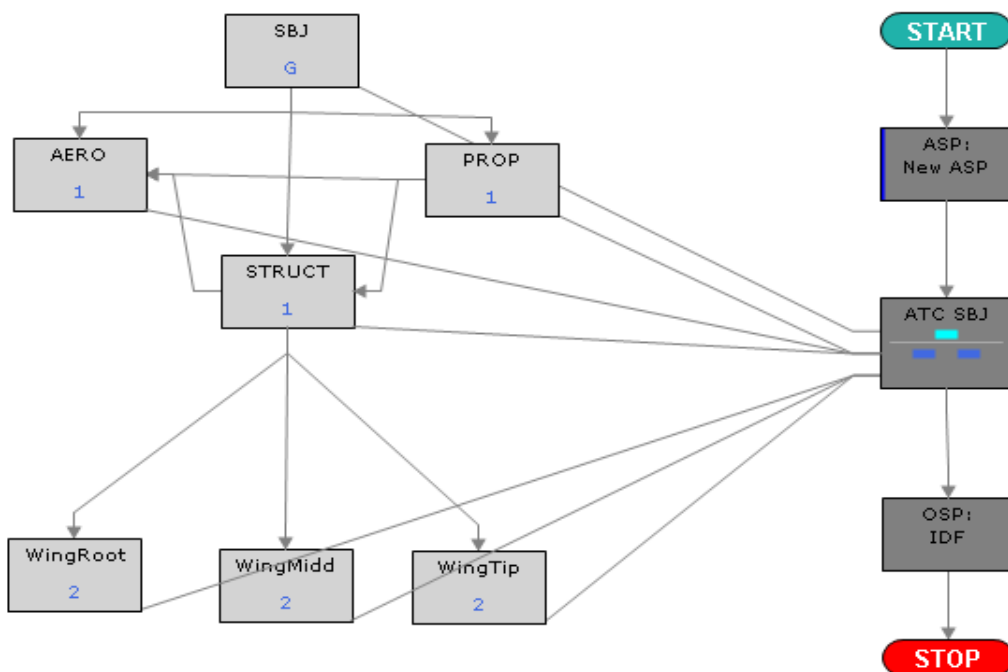 SBJ
G
START
AERO
1
PROP
1
ASP:
New ASP
STRUCT
1
ATC SBJ
OSP:
IDF
WingRoot
2
WingMidd
2
WingTip
2
STOP